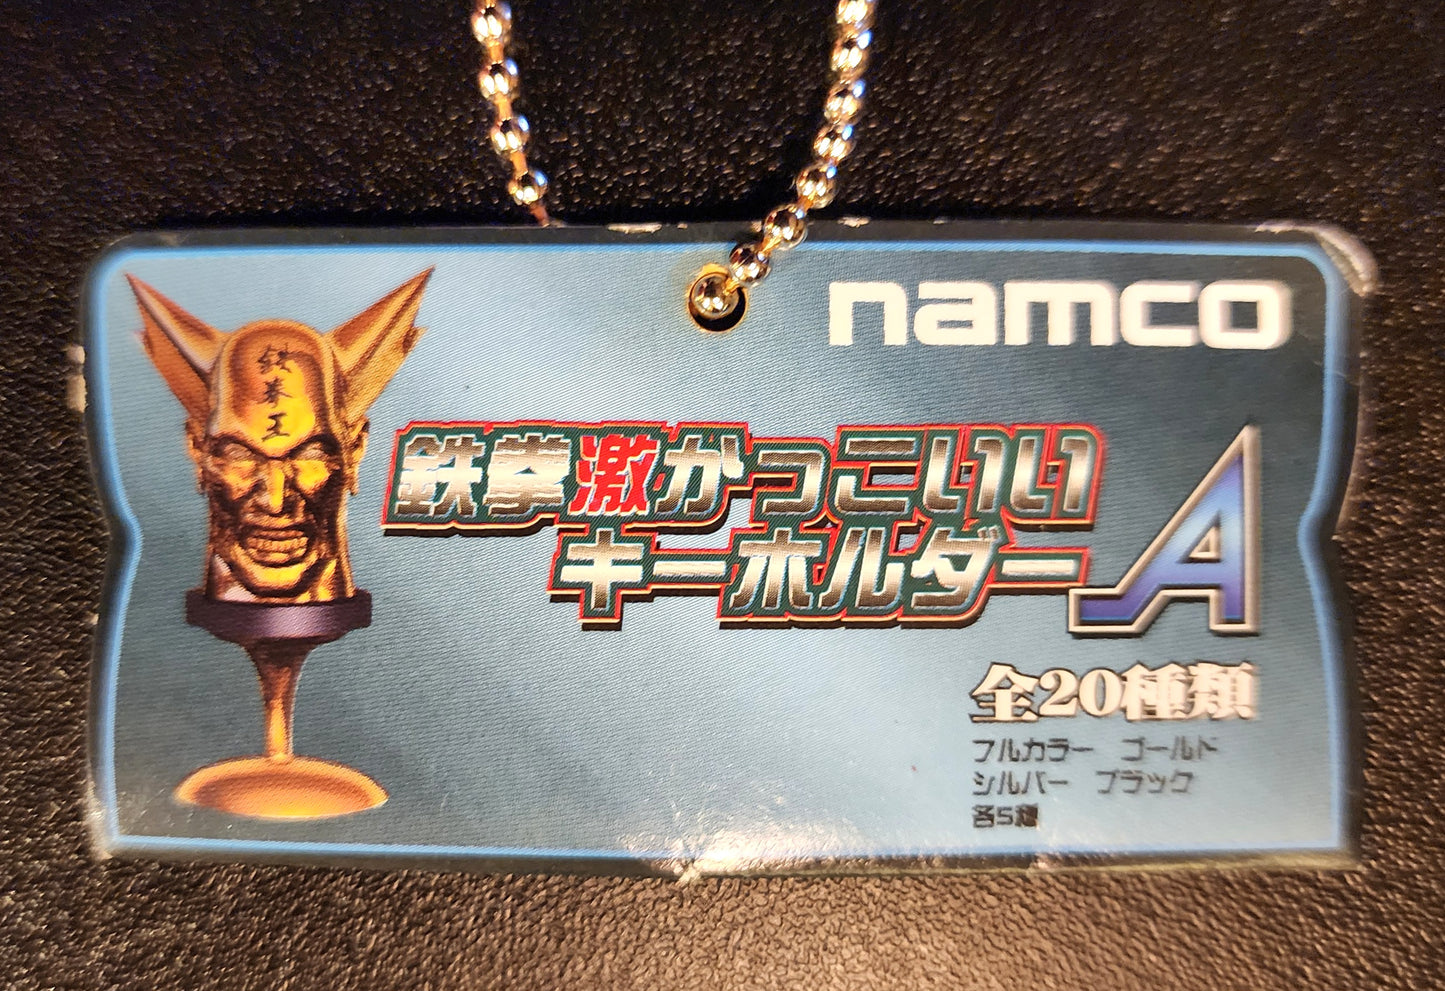 namco
鉄
拳
王
鉄拳激かっこいい
キーホルダー A
全20種類
フルカラー ゴールド
シルバー ブラック
各5種